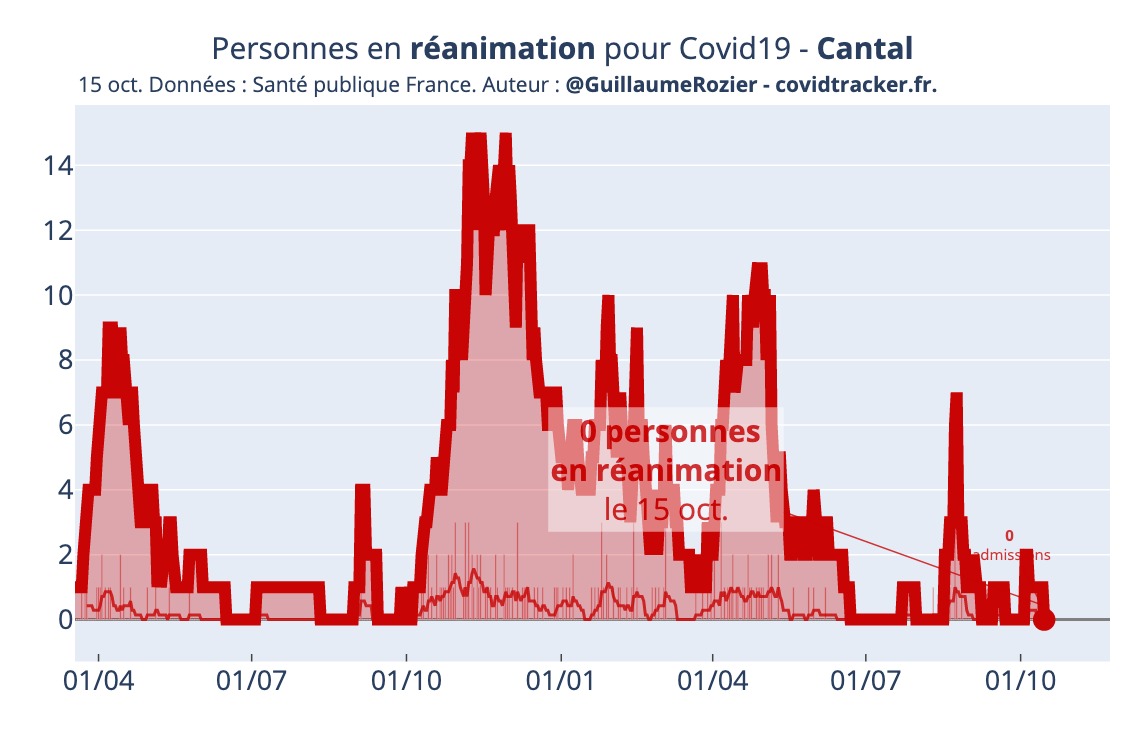 Personnes en réanimation pour Covid19 - Cantal
15 oct. Données : Santé publique France. Auteur : @GuillaumeRozier - covidtracker.fr.
14
12
10
8
6
4
2
0
0 personnes
en réanimation
le 15 oct.
0
admissions
01/04
01/07
01/10
01/01
01/04
01/07
01/10